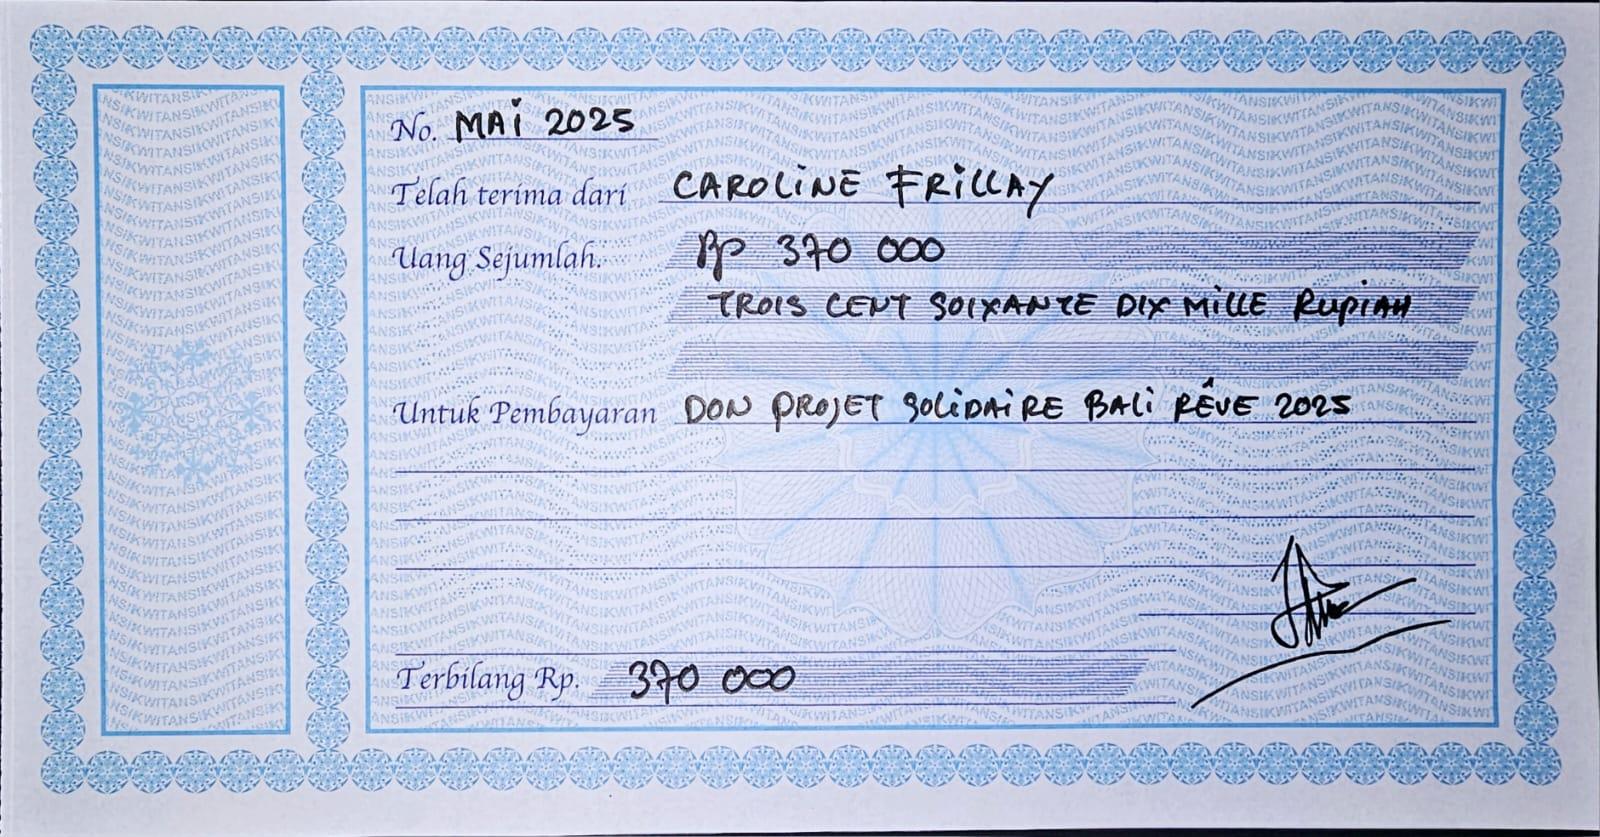 No. MAI 2025
Telah terima dari CAROLINE FRILLAY
Uang Sejumlah. Rp 370 000
TROIS CENT SOIXANTE DIX MILLE RUPIAH
Untuk Pembayaran DON PROJET SOLIDAIRE BALI RÊVE 2025
Terbilang Rp. 370 000